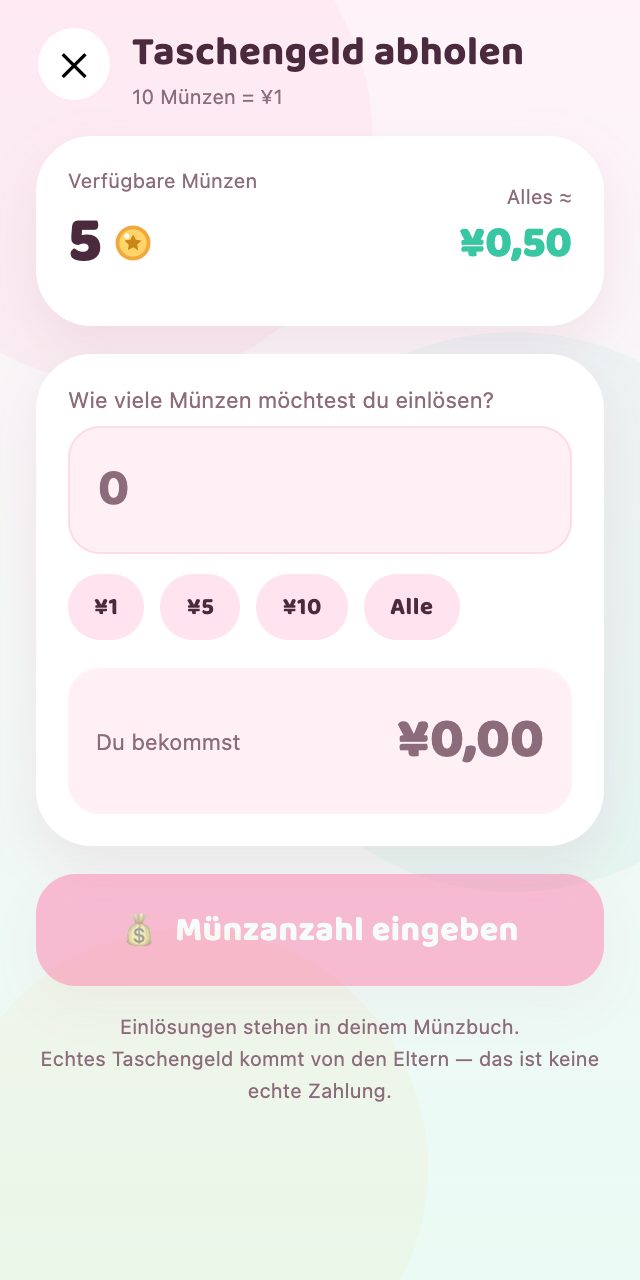 Taschengeld abholen
10 Münzen = ¥1
Verfügbare Münzen
5
Alles ≈
¥0,50
Wie viele Münzen möchtest du einlösen?
0
¥1 ¥5 ¥10 Alle
Du bekommst ¥0,00
Münzanzahl eingeben
Einlösungen stehen in deinem Münzbuch.
Echtes Taschengeld kommt von den Eltern — das ist keine
echte Zahlung.